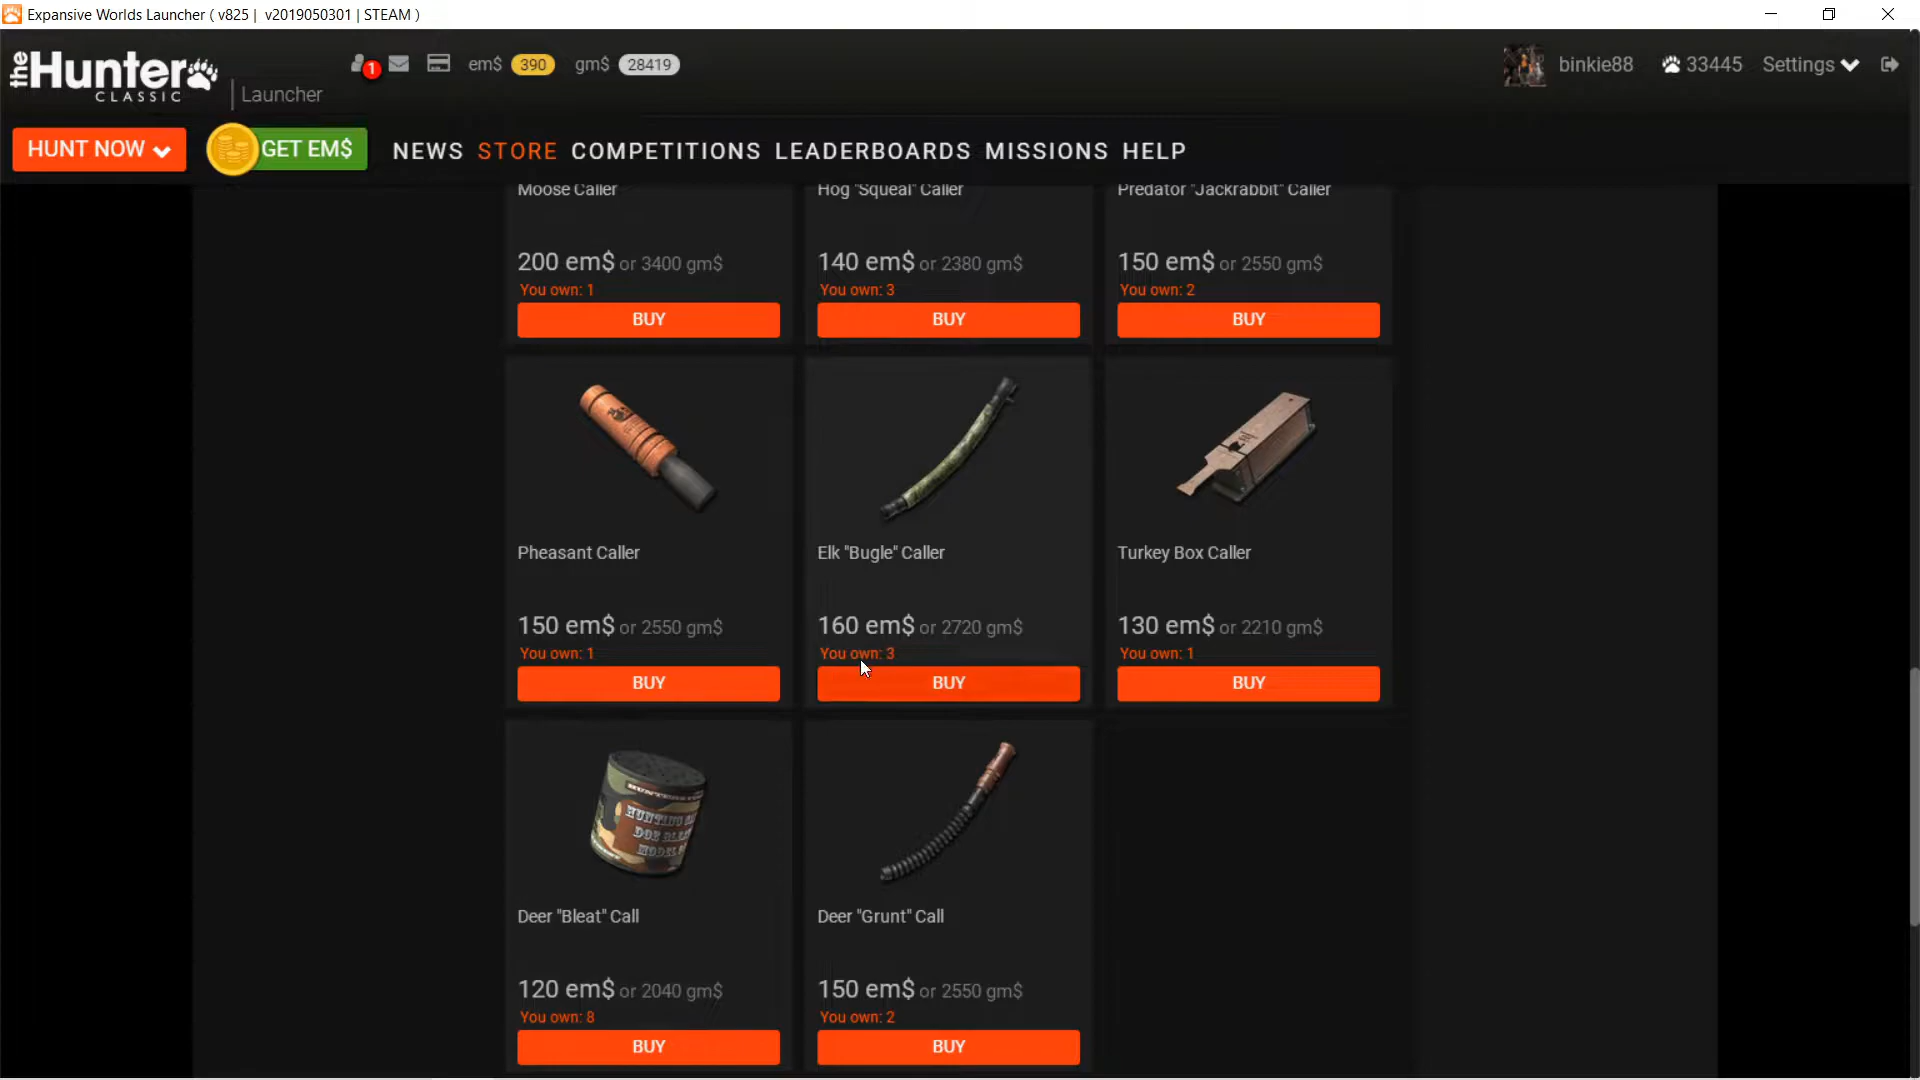 Expansive Worlds Launcher ( v825 | v2019050301 | STEAM )
theHunter
CLASSIC
Launcher
1
em$ 390 gm$ 28419
binkie88 33445 Settings
HUNT NOW GET EM$ NEWS STORE COMPETITIONS LEADERBOARDS MISSIONS HELP
Moose Caller
200 em$ or 3400 gm$
You own: 1
BUY
Hog "Squeal" Caller
140 em$ or 2380 gm$
You own: 3
BUY
Predator "Jackrabbit" Caller
150 em$ or 2550 gm$
You own: 2
BUY
Pheasant Caller
150 em$ or 2550 gm$
You own: 1
BUY
Elk "Bugle" Caller
160 em$ or 2720 gm$
You own: 3
BUY
Turkey Box Caller
130 em$ or 2210 gm$
You own: 1
BUY
HUNTING
DOE
MODEL
Deer "Bleat" Call
120 em$ or 2040 gm$
You own: 8
BUY
Deer "Grunt" Call
150 em$ or 2550 gm$
You own: 2
BUY